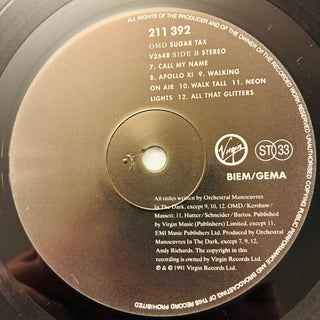 ALL RIGHTS OF THE PRODUCER AND OF THE OWNER OF THE RECORDED WORK RESERVED
211 392
OMD SUGAR TAX
V2648 SIDE B STEREO
7. CALL MY NAME
8. APOLLO XI 9. WALKING
ON AIR 10. WALK TALL 11. NEON
LIGHTS 12. ALL THAT GLITTERS
Virgin
ST 33
BIEM/GEMA
All titles written by Orchestral Manoeuvres
In The Dark, except 9, 10, 12. OMD/Kershaw/
Massett; 11. Hutter/Schneider/Bartos. Published
by Virgin Music (Publishers) Limited, except 11,
EMI Music Publishers Ltd. Produced by Orchestral
Manoeuvres In The Dark, except 9, 12.
Andy Richards. The copyright in this
recording is owned by Virgin Records Ltd.
℗ & © 1991 Virgin Records Ltd.
PUBLIC PERFORMANCE AND BROADCASTING OF THIS RECORD PROHIBITED